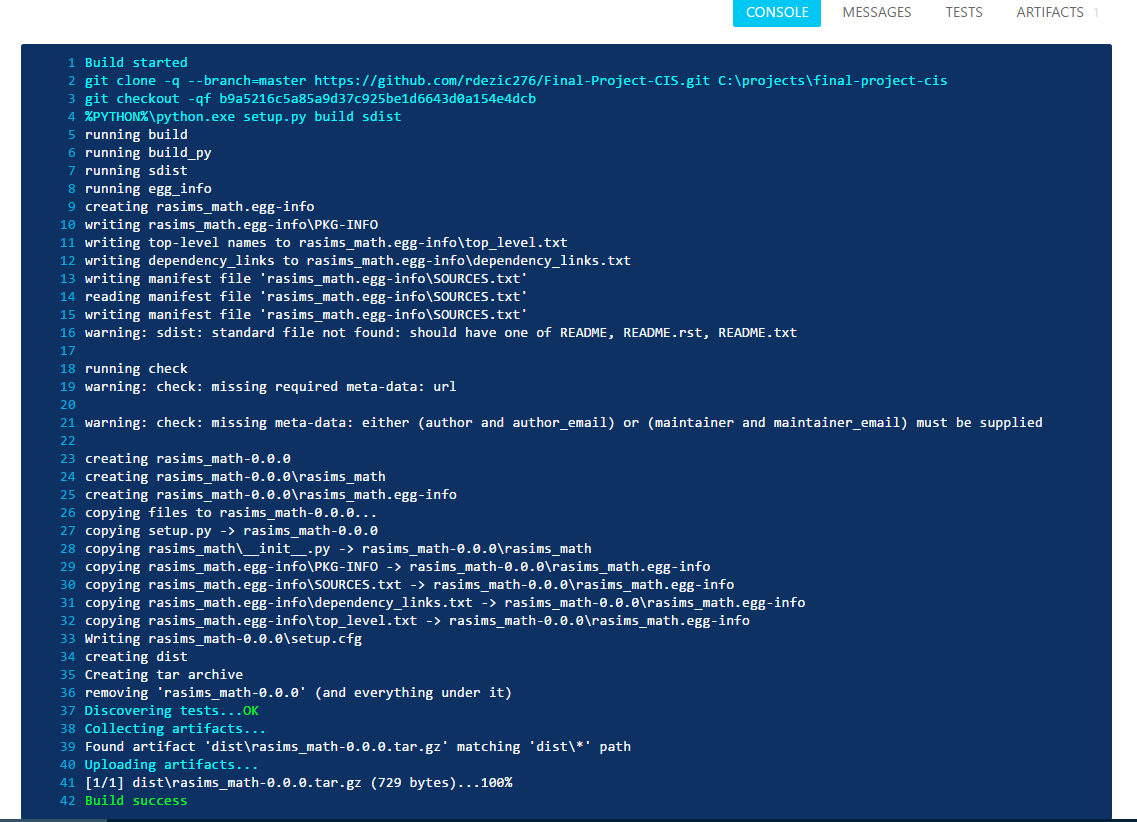 CONSOLE MESSAGES TESTS ARTIFACTS 1
1 Build started
2 git clone -q --branch=master https://github.com/rdezic276/Final-Project-CIS.git C:\projects\final-project-cis
3 git checkout -qf b9a5216c5a85a9d37c925be1d6643d0a154e4dcb
4 %PYTHON%\python.exe setup.py build sdist
5 running build
6 running build_py
7 running sdist
8 running egg_info
9 creating rasims_math.egg-info
10 writing rasims_math.egg-info\PKG-INFO
11 writing top-level names to rasims_math.egg-info\top_level.txt
12 writing dependency_links to rasims_math.egg-info\dependency_links.txt
13 writing manifest file 'rasims_math.egg-info\SOURCES.txt'
14 reading manifest file 'rasims_math.egg-info\SOURCES.txt'
15 writing manifest file 'rasims_math.egg-info\SOURCES.txt'
16 warning: sdist: standard file not found: should have one of README, README.rst, README.txt
17
18 running check
19 warning: check: missing required meta-data: url
20
21 warning: check: missing meta-data: either (author and author_email) or (maintainer and maintainer_email) must be supplied
22
23 creating rasims_math-0.0.0
24 creating rasims_math-0.0.0\rasims_math
25 creating rasims_math-0.0.0\rasims_math.egg-info
26 copying files to rasims_math-0.0.0...
27 copying setup.py -> rasims_math-0.0.0
28 copying rasims_math\__init__.py -> rasims_math-0.0.0\rasims_math
29 copying rasims_math.egg-info\PKG-INFO -> rasims_math-0.0.0\rasims_math.egg-info
30 copying rasims_math.egg-info\SOURCES.txt -> rasims_math-0.0.0\rasims_math.egg-info
31 copying rasims_math.egg-info\dependency_links.txt -> rasims_math-0.0.0\rasims_math.egg-info
32 copying rasims_math.egg-info\top_level.txt -> rasims_math-0.0.0\rasims_math.egg-info
33 Writing rasims_math-0.0.0\setup.cfg
34 creating dist
35 Creating tar archive
36 removing 'rasims_math-0.0.0' (and everything under it)
37 Discovering tests...OK
38 Collecting artifacts...
39 Found artifact 'dist\rasims_math-0.0.0.tar.gz' matching 'dist\*' path
40 Uploading artifacts...
41 [1/1] dist\rasims_math-0.0.0.tar.gz (729 bytes)...100%
42 Build success